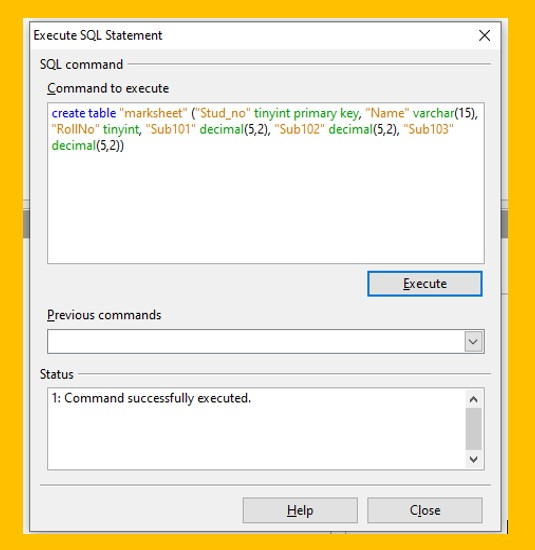 Execute SQL Statement
SQL command
Command to execute
create table "marksheet" ("Stud_no" tinyint primary key, "Name" varchar(15),
"RollNo" tinyint, "Sub101" decimal(5,2), "Sub102" decimal(5,2), "Sub103"
decimal(5,2))
Execute
Previous commands
Status
1: Command successfully executed.
Help
Close